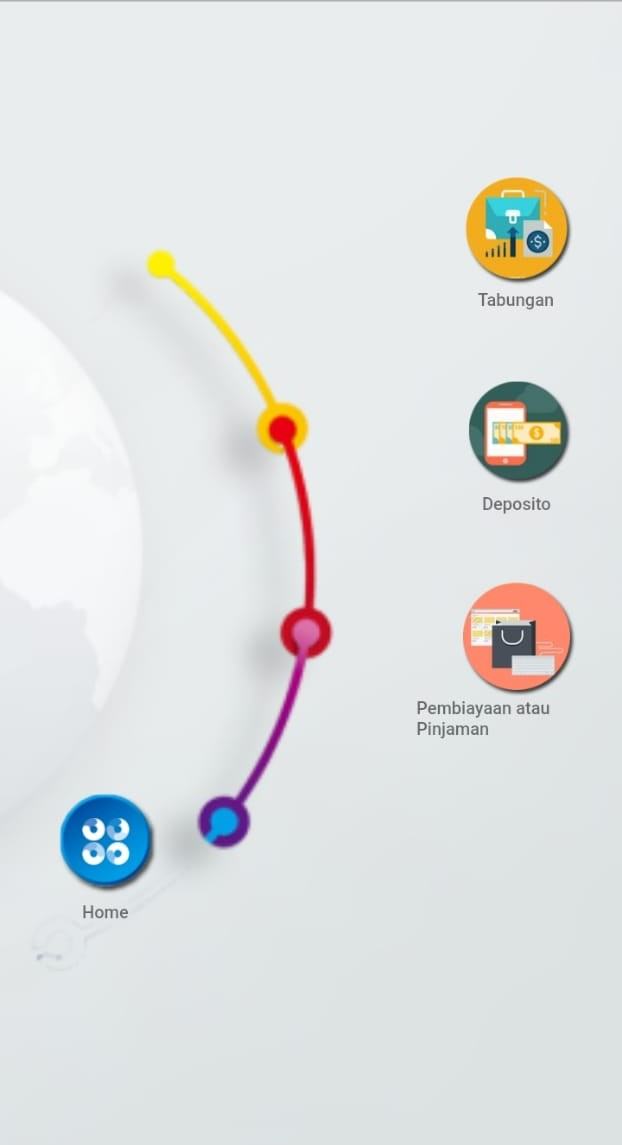 Tabungan
Deposito
Pembiayaan atau
Pinjaman
Home